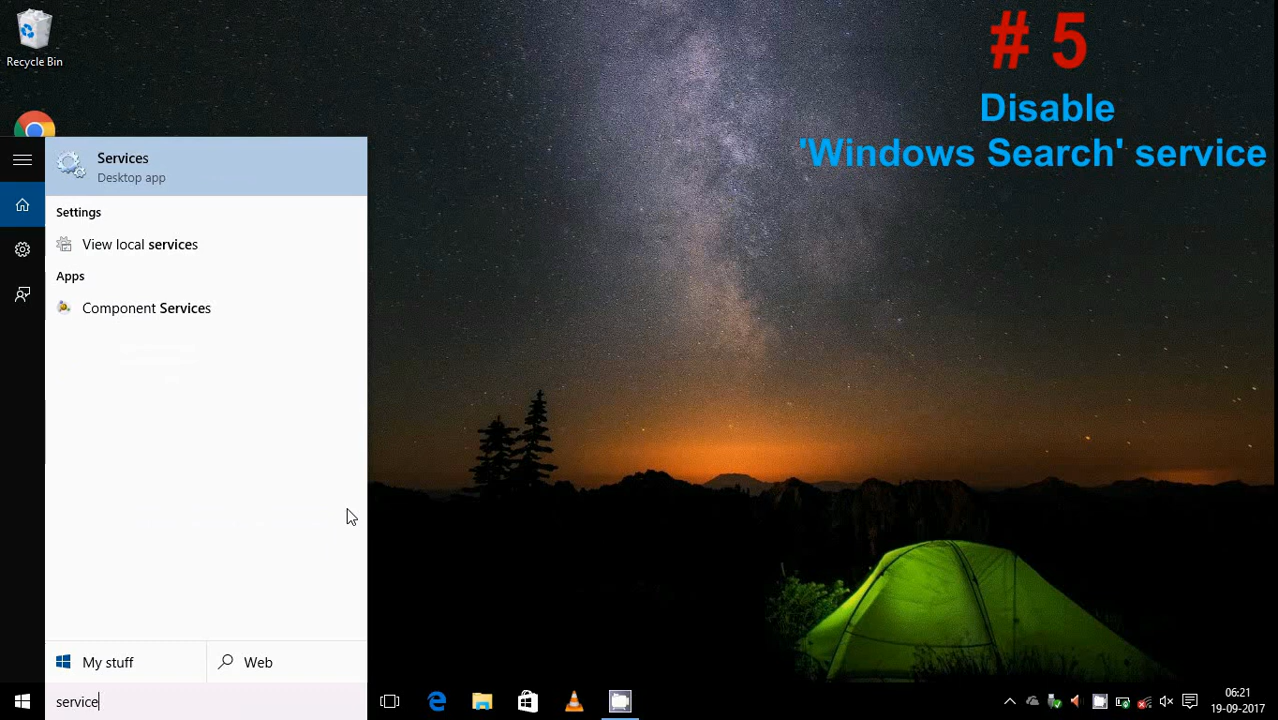 Recycle Bin
# 5
Disable
'Windows Search' service
Services
Desktop app
Settings
View local services
Apps
Component Services
My stuff
Web
service
06:21
19-09-2017